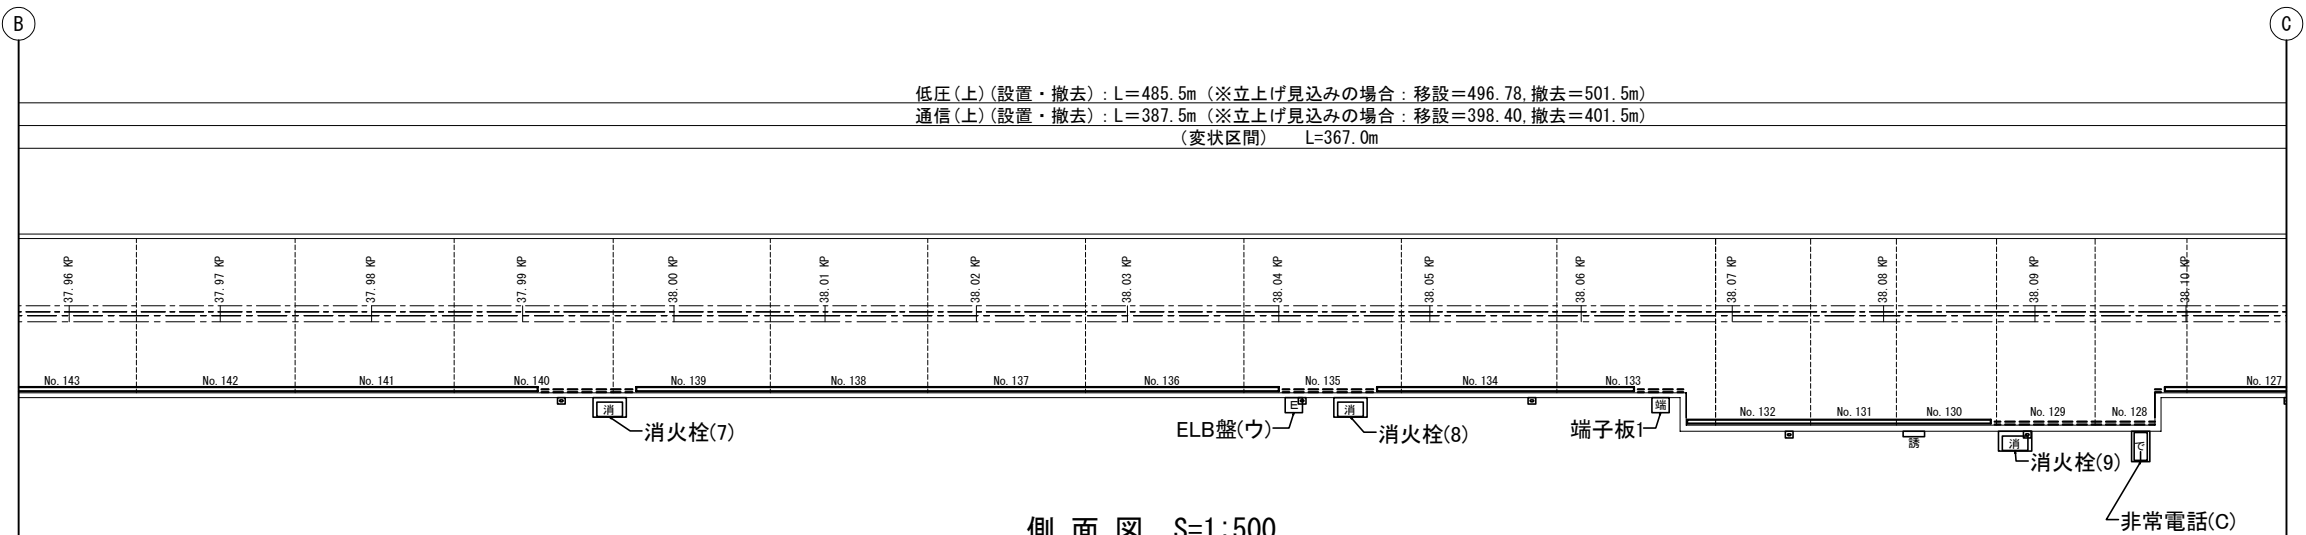 B
C
低圧(上)(設置・撤去)：L＝485.5m (※立上げ見込みの場合：移設＝496.78,撤去＝501.5m)
通信(上)(設置・撤去)：L＝387.5m (※立上げ見込みの場合：移設＝398.40,撤去＝401.5m)
(変状区間)　L=367.0m
37.96 KP
37.97 KP
37.98 KP
37.99 KP
38.00 KP
38.01 KP
38.02 KP
38.03 KP
38.04 KP
38.05 KP
38.06 KP
38.07 KP
38.08 KP
38.09 KP
38.10 KP
No.143
No.142
No.141
No.140
No.139
No.138
No.137
No.136
No.135
No.134
No.133
No.132
No.131
No.130
No.129
No.128
No.127
消
消火栓(7)
E
ELB盤(ウ)
消
消火栓(8)
端
端子板1
誘
消
消火栓(9)
で
非常電話(C)
側 面 図　S=1:500